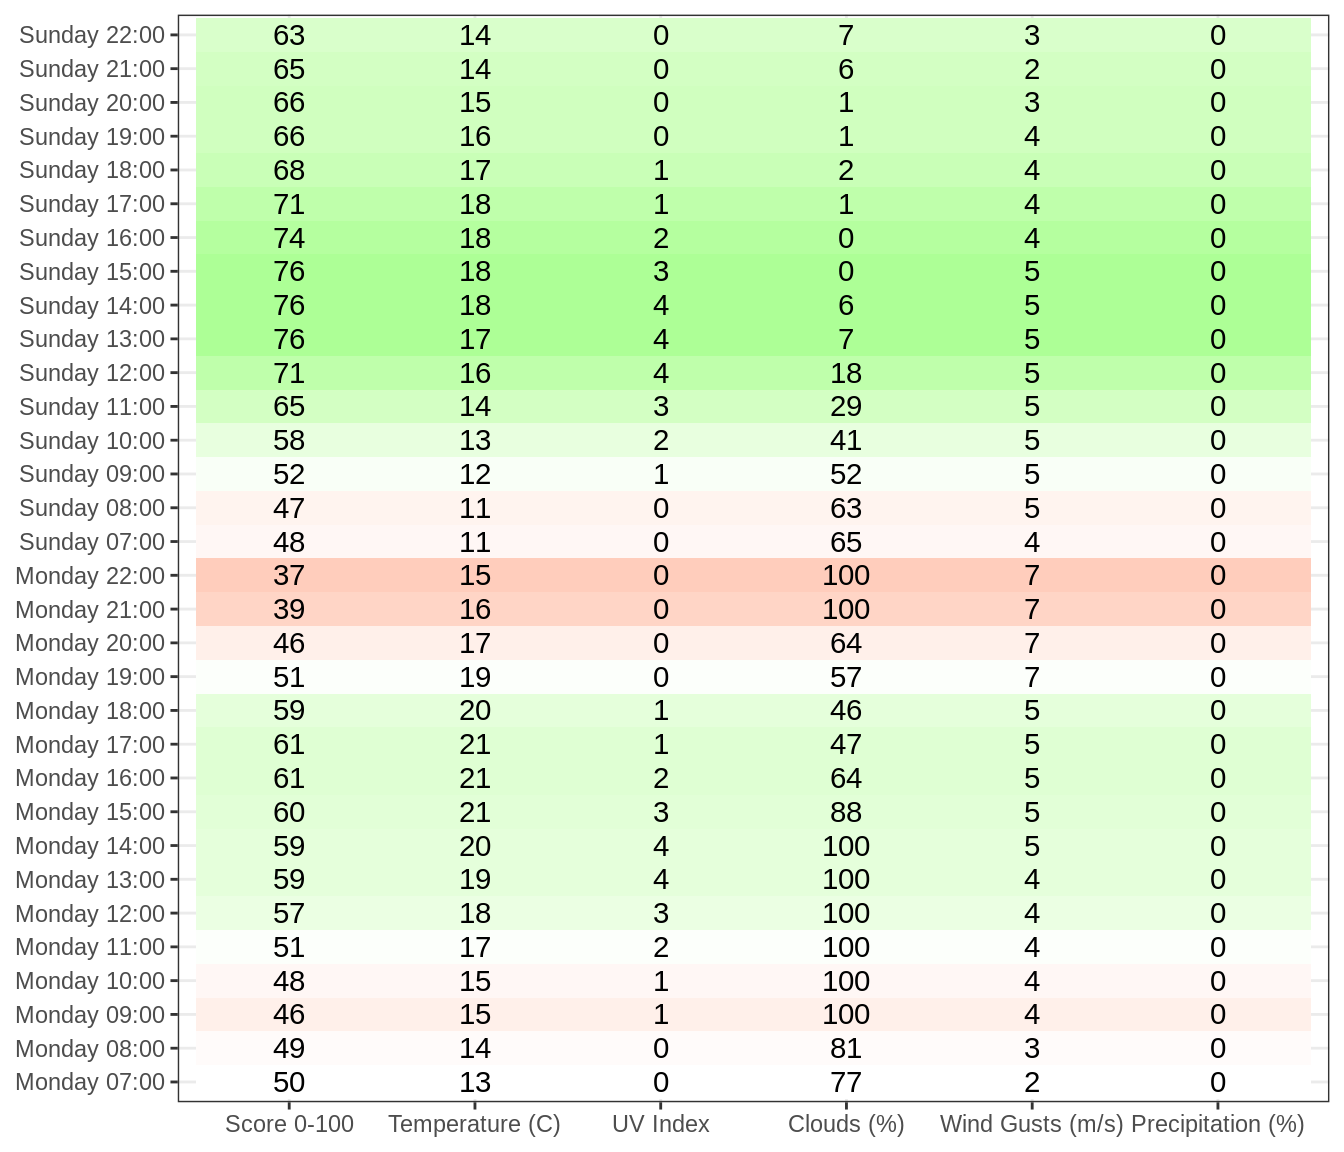 Sunday 22:00 63 14 0 7 3 0
Sunday 21:00 65 14 0 6 2 0
Sunday 20:00 66 15 0 1 3 0
Sunday 19:00 66 16 0 1 4 0
Sunday 18:00 68 17 1 2 4 0
Sunday 17:00 71 18 1 1 4 0
Sunday 16:00 74 18 2 0 4 0
Sunday 15:00 76 18 3 0 5 0
Sunday 14:00 76 18 4 6 5 0
Sunday 13:00 76 17 4 7 5 0
Sunday 12:00 71 16 4 18 5 0
Sunday 11:00 65 14 3 29 5 0
Sunday 10:00 58 13 2 41 5 0
Sunday 09:00 52 12 1 52 5 0
Sunday 08:00 47 11 0 63 5 0
Sunday 07:00 48 11 0 65 4 0
Monday 22:00 37 15 0 100 7 0
Monday 21:00 39 16 0 100 7 0
Monday 20:00 46 17 0 64 7 0
Monday 19:00 51 19 0 57 7 0
Monday 18:00 59 20 1 46 5 0
Monday 17:00 61 21 1 47 5 0
Monday 16:00 61 21 2 64 5 0
Monday 15:00 60 21 3 88 5 0
Monday 14:00 59 20 4 100 5 0
Monday 13:00 59 19 4 100 4 0
Monday 12:00 57 18 3 100 4 0
Monday 11:00 51 17 2 100 4 0
Monday 10:00 48 15 1 100 4 0
Monday 09:00 46 15 1 100 4 0
Monday 08:00 49 14 0 81 3 0
Monday 07:00 50 13 0 77 2 0
Score 0-100 Temperature (C) UV Index Clouds (%) Wind Gusts (m/s) Precipitation (%)